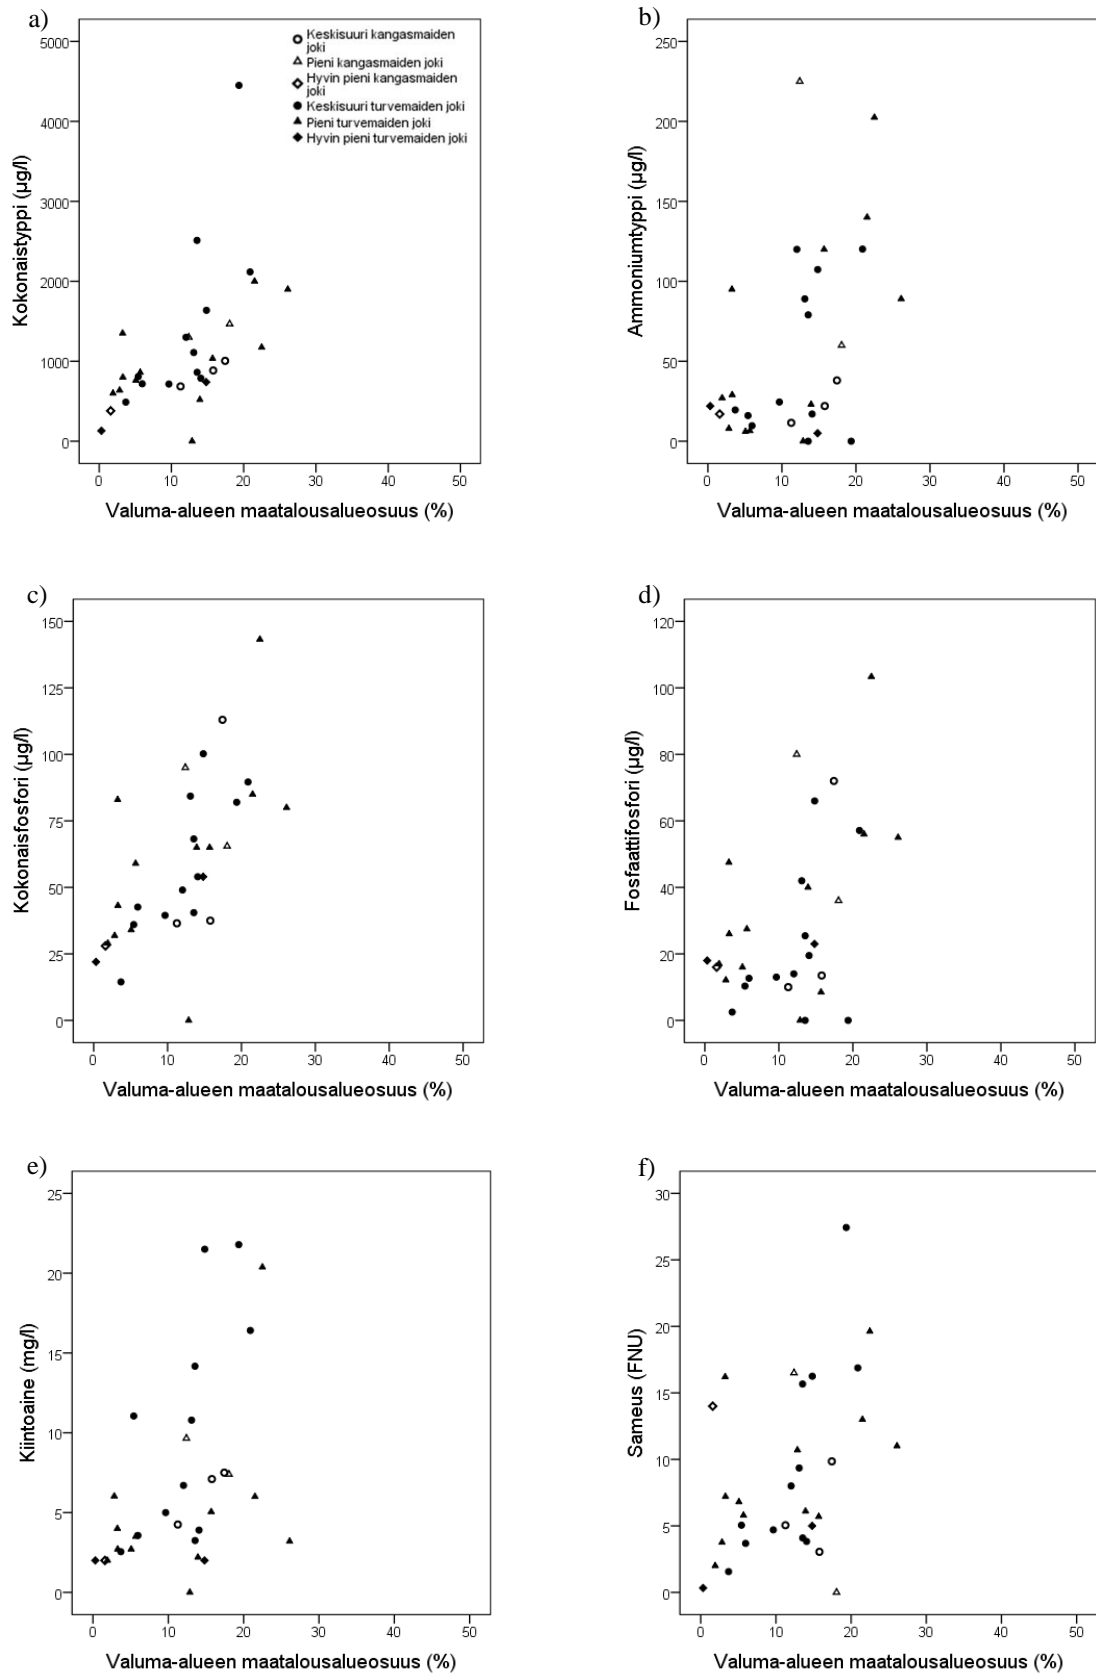 a)
5000
4000
3000
2000
1000
0
Kokonaistyppi (µg/l)
Keskisuuri kangasmaiden
joki
Pieni kangasmaiden joki
Hyvin pieni kangasmaiden
joki
Keskisuuri turvemaiden joki
Pieni turvemaiden joki
Hyvin pieni turvemaiden joki
0 10 20 30 40 50
Valuma-alueen maatalousalueosuus (%)
b)
250
200
150
100
50
0
Ammoniumtyppi (µg/l)
0 10 20 30 40 50
Valuma-alueen maatalousalueosuus (%)
c)
150
125
100
75
50
25
0
Kokonaisfosfori (µg/l)
0 10 20 30 40 50
Valuma-alueen maatalousalueosuus (%)
d)
120
100
80
60
40
20
0
Fosfaattifosfori (µg/l)
0 10 20 30 40 50
Valuma-alueen maatalousalueosuus (%)
e)
25
20
15
10
5
0
Kiintoaine (mg/l)
0 10 20 30 40 50
Valuma-alueen maatalousalueosuus (%)
f)
30
25
20
15
10
5
0
Sameus (FNU)
0 10 20 30 40 50
Valuma-alueen maatalousalueosuus (%)